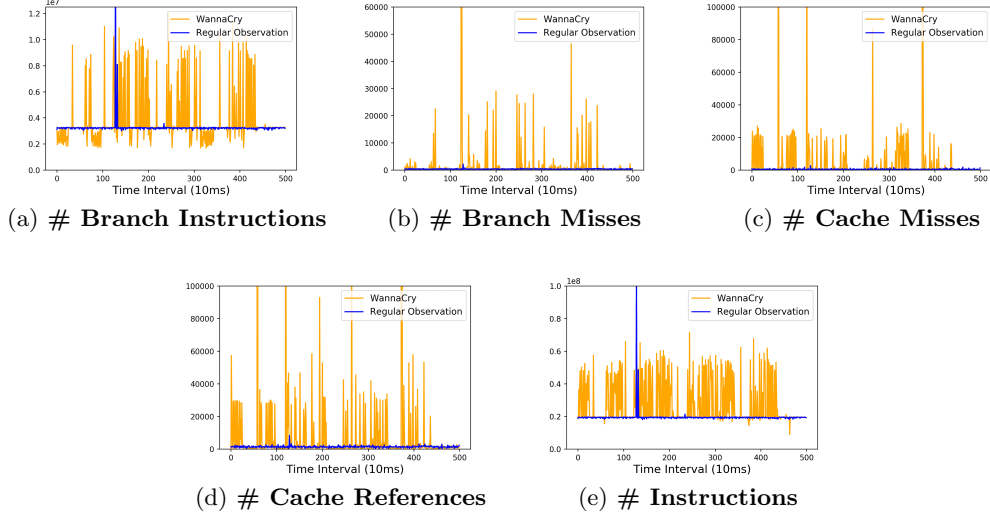 1e7
1.2
1.0
0.8
0.6
0.4
0.2
0.0
0 100 200 300 400 500
WannaCry
Regular Observation
Time Interval (10ms)
(a) # Branch Instructions
60000
50000
40000
30000
20000
10000
0
0 100 200 300 400 500
WannaCry
Regular Observation
Time Interval (10ms)
(b) # Branch Misses
100000
80000
60000
40000
20000
0
0 100 200 300 400 500
WannaCry
Regular Observation
Time Interval (10ms)
(c) # Cache Misses
100000
80000
60000
40000
20000
0
0 100 200 300 400 500
WannaCry
Regular Observation
Time Interval (10ms)
(d) # Cache References
1e8
1.0
0.8
0.6
0.4
0.2
0.0
0 100 200 300 400 500
WannaCry
Regular Observation
Time Interval (10ms)
(e) # Instructions